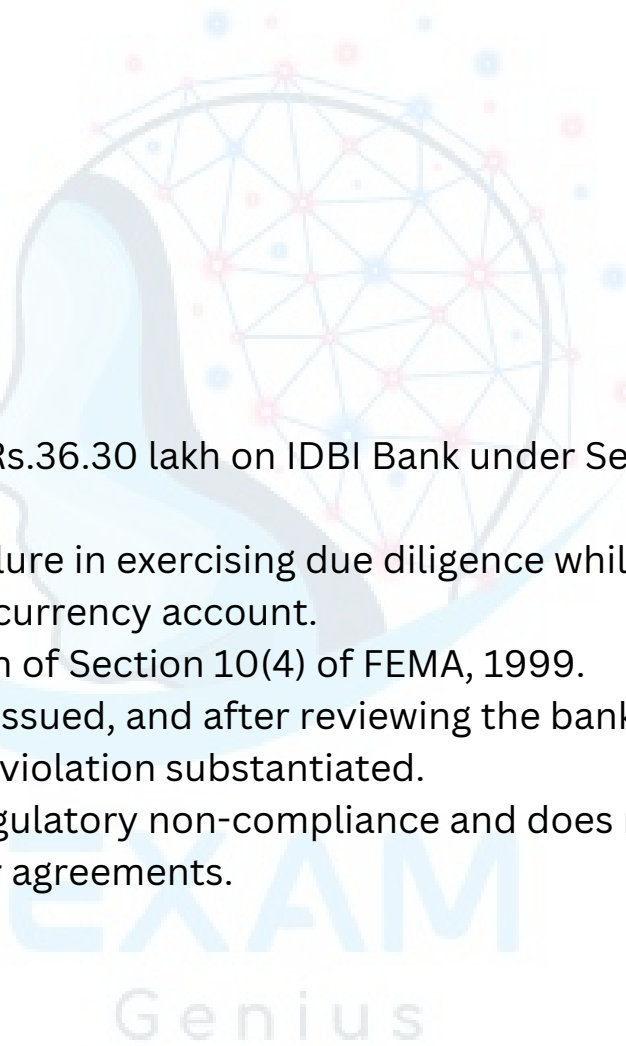 Rs.36.30 lakh on IDBI Bank under Se
lure in exercising due diligence whil
currency account.
n of Section 10(4) of FEMA, 1999.
issued, and after reviewing the bank
violation substantiated.
gulatory non-compliance and does
r agreements.
EXAM
Genius